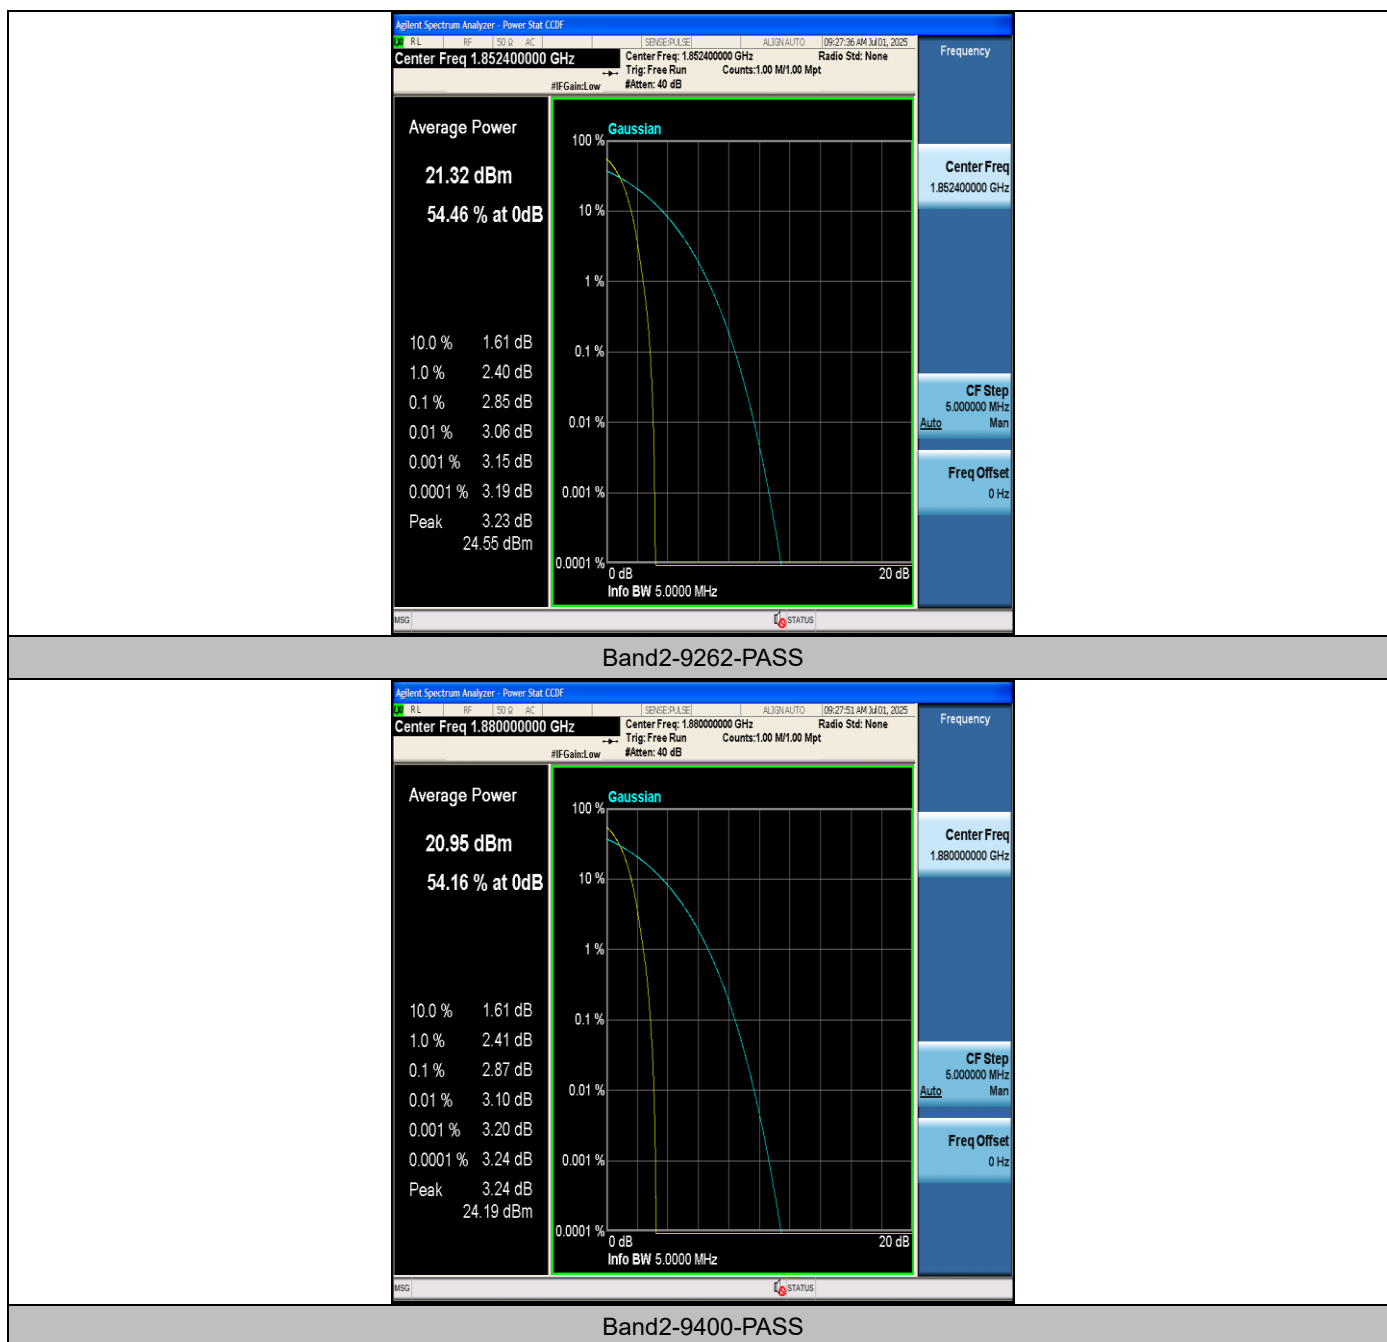 Agilent Spectrum Analyzer - Power Stat CCDF
LXI RL RF 50 Ω AC SENSE:PULSE ALIGN AUTO 09:27:36 AM Jul 01, 2025
Center Freq 1.852400000 GHz
Center Freq: 1.852400000 GHz Radio Std: None
Trig: Free Run Counts:1.00 M/1.00 Mpt
#IFGain:Low #Atten: 40 dB
Frequency
Average Power
21.32 dBm
54.46 % at 0dB
10.0 % 1.61 dB
1.0 % 2.40 dB
0.1 % 2.85 dB
0.01 % 3.06 dB
0.001 % 3.15 dB
0.0001 % 3.19 dB
Peak 3.23 dB
24.55 dBm
Gaussian
100 %
10 %
1 %
0.1 %
0.01 %
0.001 %
0.0001 %
0 dB 20 dB
Info BW 5.0000 MHz
Center Freq
1.852400000 GHz
CF Step
5.000000 MHz
Auto Man
Freq Offset
0 Hz
MSG STATUS
Band2-9262-PASS
Agilent Spectrum Analyzer - Power Stat CCDF
LXI RL RF 50 Ω AC SENSE:PULSE ALIGN AUTO 09:27:51 AM Jul 01, 2025
Center Freq 1.880000000 GHz
Center Freq: 1.880000000 GHz Radio Std: None
Trig: Free Run Counts:1.00 M/1.00 Mpt
#IFGain:Low #Atten: 40 dB
Frequency
Average Power
20.95 dBm
54.16 % at 0dB
10.0 % 1.61 dB
1.0 % 2.41 dB
0.1 % 2.87 dB
0.01 % 3.10 dB
0.001 % 3.20 dB
0.0001 % 3.24 dB
Peak 3.24 dB
24.19 dBm
Gaussian
100 %
10 %
1 %
0.1 %
0.01 %
0.001 %
0.0001 %
0 dB 20 dB
Info BW 5.0000 MHz
Center Freq
1.880000000 GHz
CF Step
5.000000 MHz
Auto Man
Freq Offset
0 Hz
MSG STATUS
Band2-9400-PASS